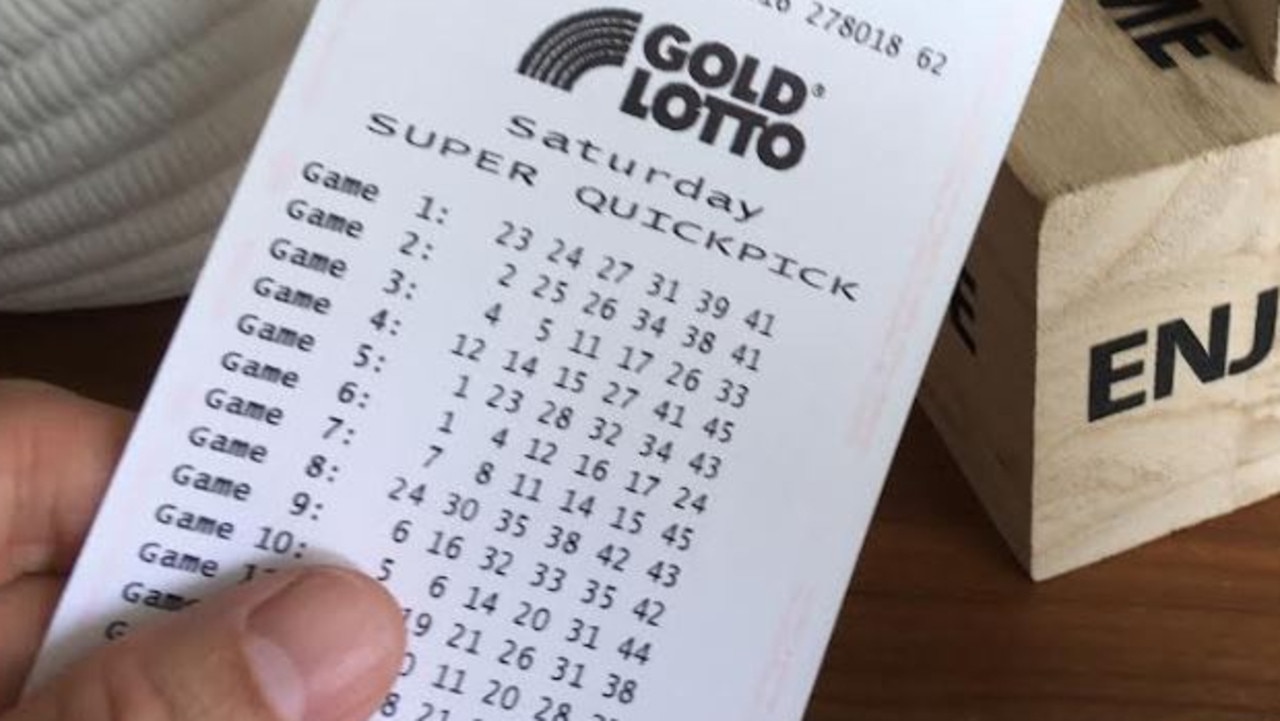 278018 62
GOLD
LOTTO®
Saturday
SUPER QUICKPICK
Game 1: 23 24 27 31 39 41
Game 2: 2 25 26 34 38 41
Game 3: 4 5 11 17 26 33
Game 4: 12 14 15 27 41 45
Game 5: 1 23 28 32 34 43
Game 6: 1 4 12 16 17 24
Game 7: 7 8 11 14 15 45
Game 8: 24 30 35 38 42 43
Game 9: 6 16 32 33 35 42
Game 10: 5 6 14 20 31 44
Game 19 21 26 31 38
11 20 28
21
ENJ